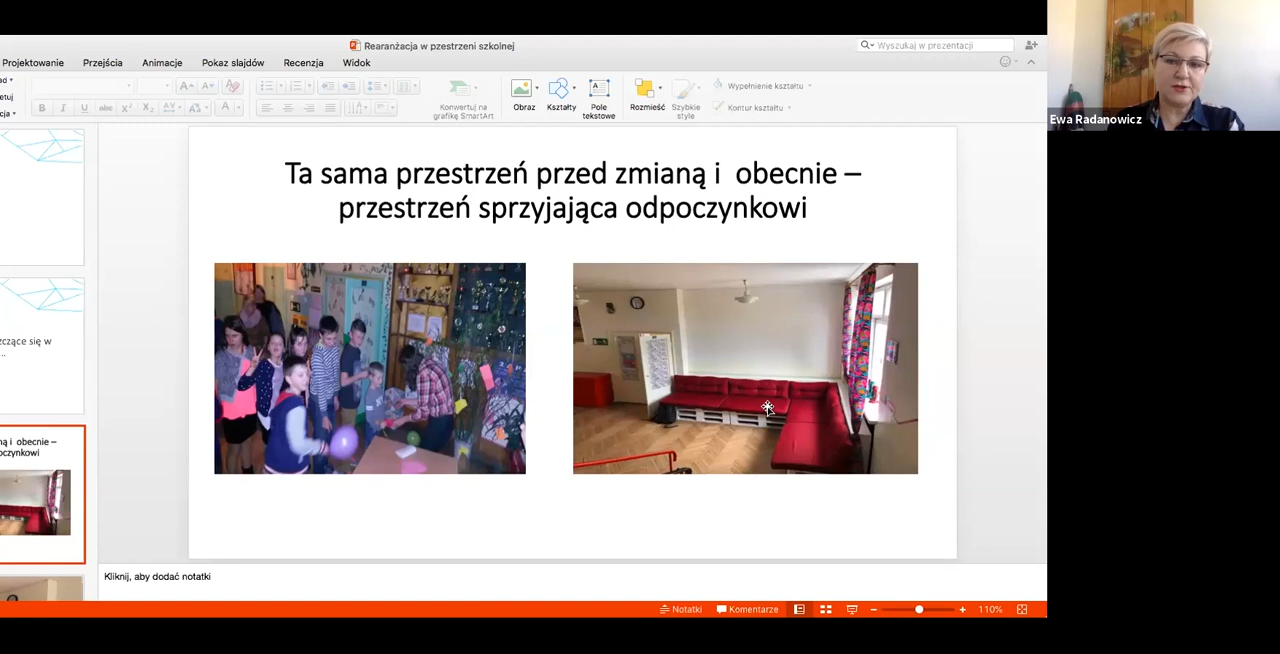 Rearanżacja w pzestrzeni szkolnej
Wyszukaj w prezentacji
Projektowanie
Przejścia
Animacje
Pokaz slajdów
Recenzja
Widok
Konwertuj na
grafikę SmartArt
Obraz
Kształty
Pole
tekstowe
Rozmieść
Szybkie
style
Wypełnienie kształtu
Kontur kształtu
Ewa Radanowicz
Ta sama przestrzeń przed zmianą i obecnie –
przestrzeń sprzyjająca odpoczynkowi
Kliknij, aby dodać notatki
Notatki
Komentarze
110%